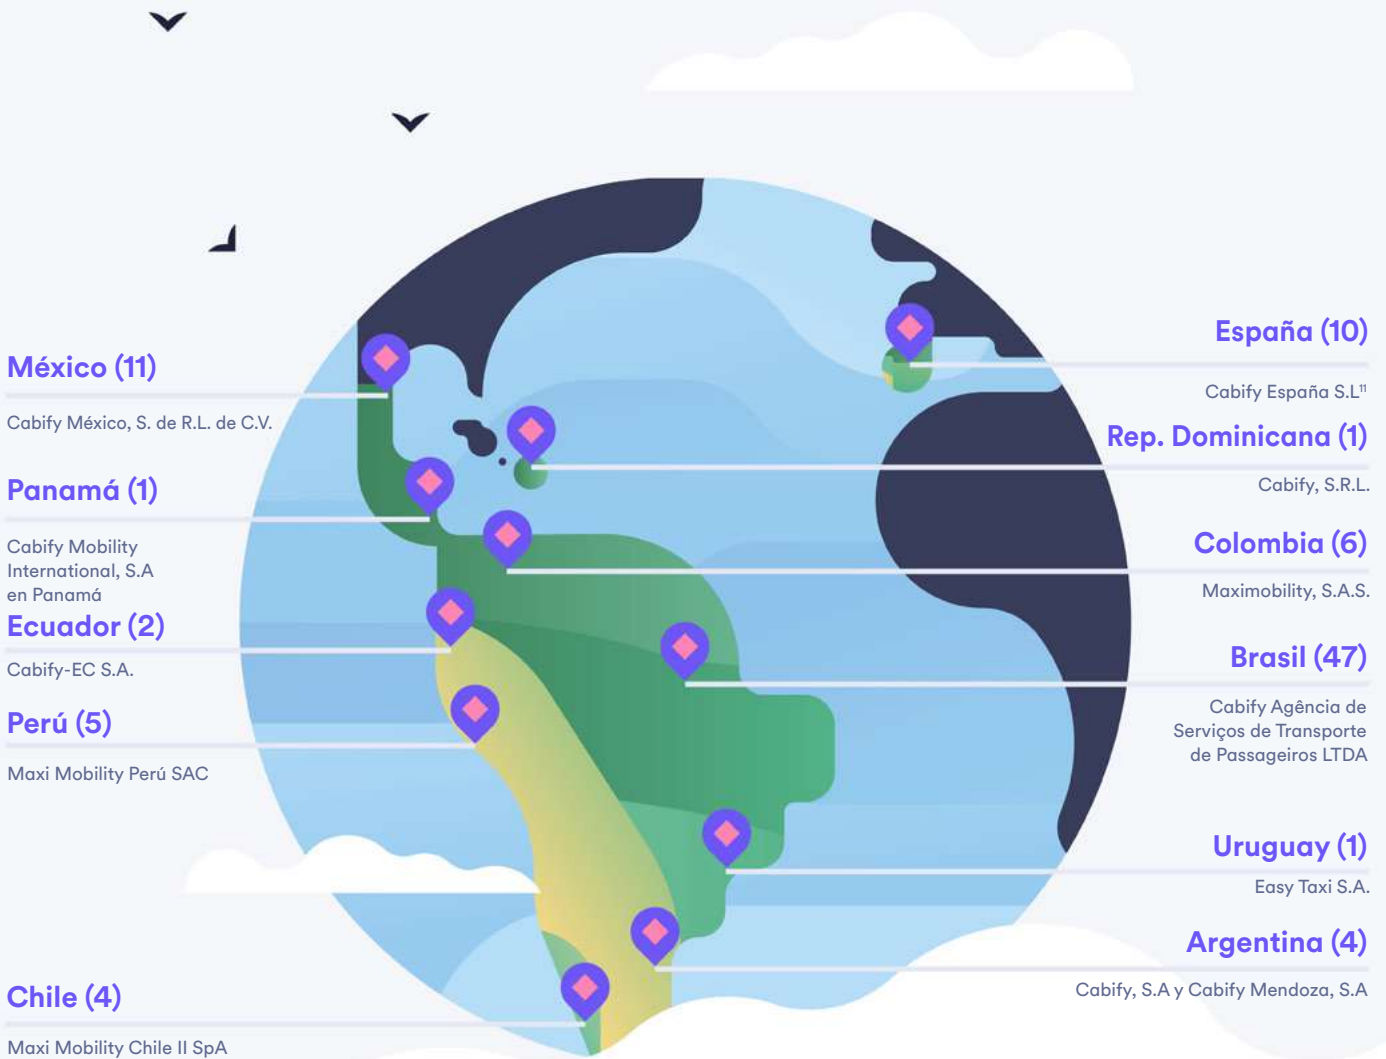 México (11)
Cabify México, S. de R.L. de C.V.
Panamá (1)
Cabify Mobility
International, S.A
en Panamá
Ecuador (2)
Cabify-EC S.A.
Perú (5)
Maxi Mobility Perú SAC
Chile (4)
Maxi Mobility Chile II SpA
España (10)
Cabify España S.L¹¹
Rep. Dominicana (1)
Cabify, S.R.L.
Colombia (6)
Maximobility, S.A.S.
Brasil (47)
Cabify Agência de
Serviços de Transporte
de Passageiros LTDA
Uruguay (1)
Easy Taxi S.A.
Argentina (4)
Cabify, S.A y Cabify Mendoza, S.A